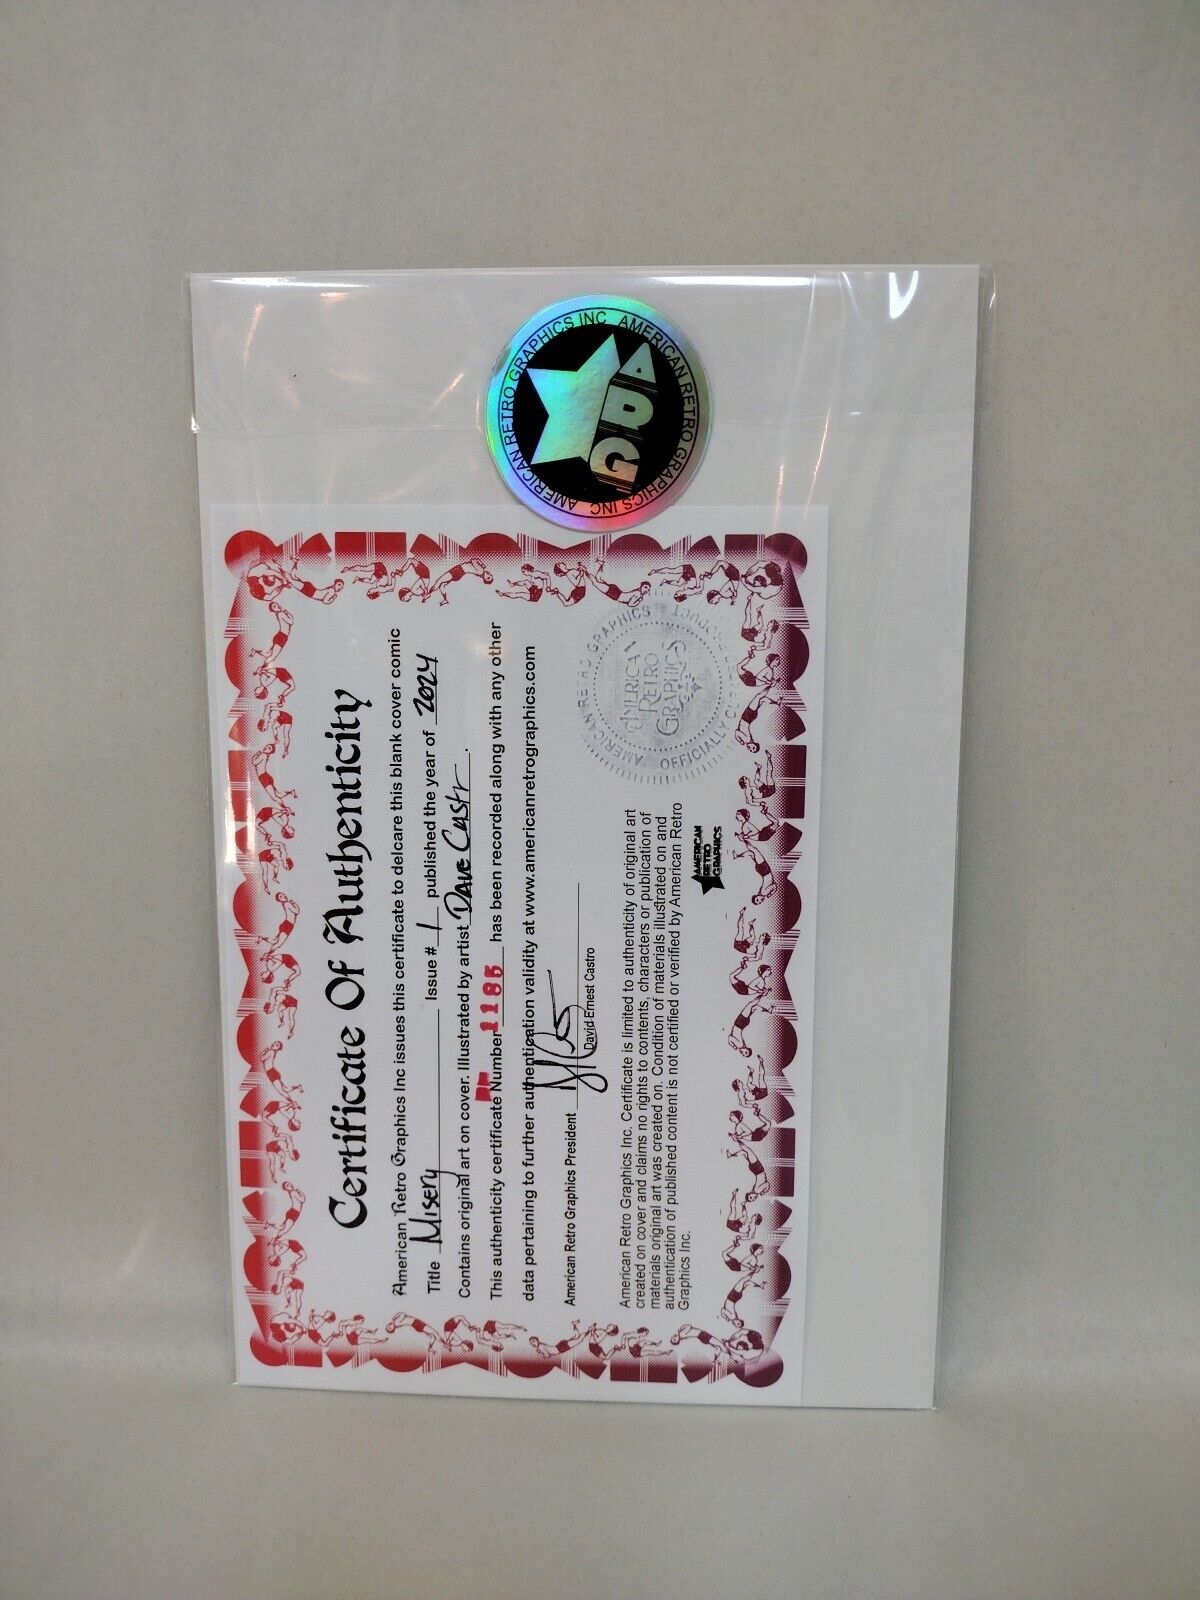 AMERICAN RETRO GRAPHICS INC AMERICAN RETRO GRAPHICS INC
ARG
Certificate Of Authenticity
American Retro Graphics Inc issues this certificate to delcare this blank cover comic
Title Misery Issue # 1 published the year of 2024
Contains original art on cover. Illustrated by artist Dave Castr.
This authenticity certificate Number 1185 has been recorded along with any other
data pertaining to further authentication validity at www.americanretrographics.com
American Retro Graphics President
David Ernest Castro
American Retro Graphics Inc. Certificate is limited to authenticity of original art
created on cover and claims no rights to contents, characters or publication of
materials original art was created on. Condition of materials illustrated on and
authentication of published content is not certified or verified by American Retro
Graphics Inc.
AMERICAN
RETRO
GRAPHICS
AMERICAN RETRO GRAPHICS
AMERICAN
RETRO
GRAPHICS
OFFICIALLY PRODUCT